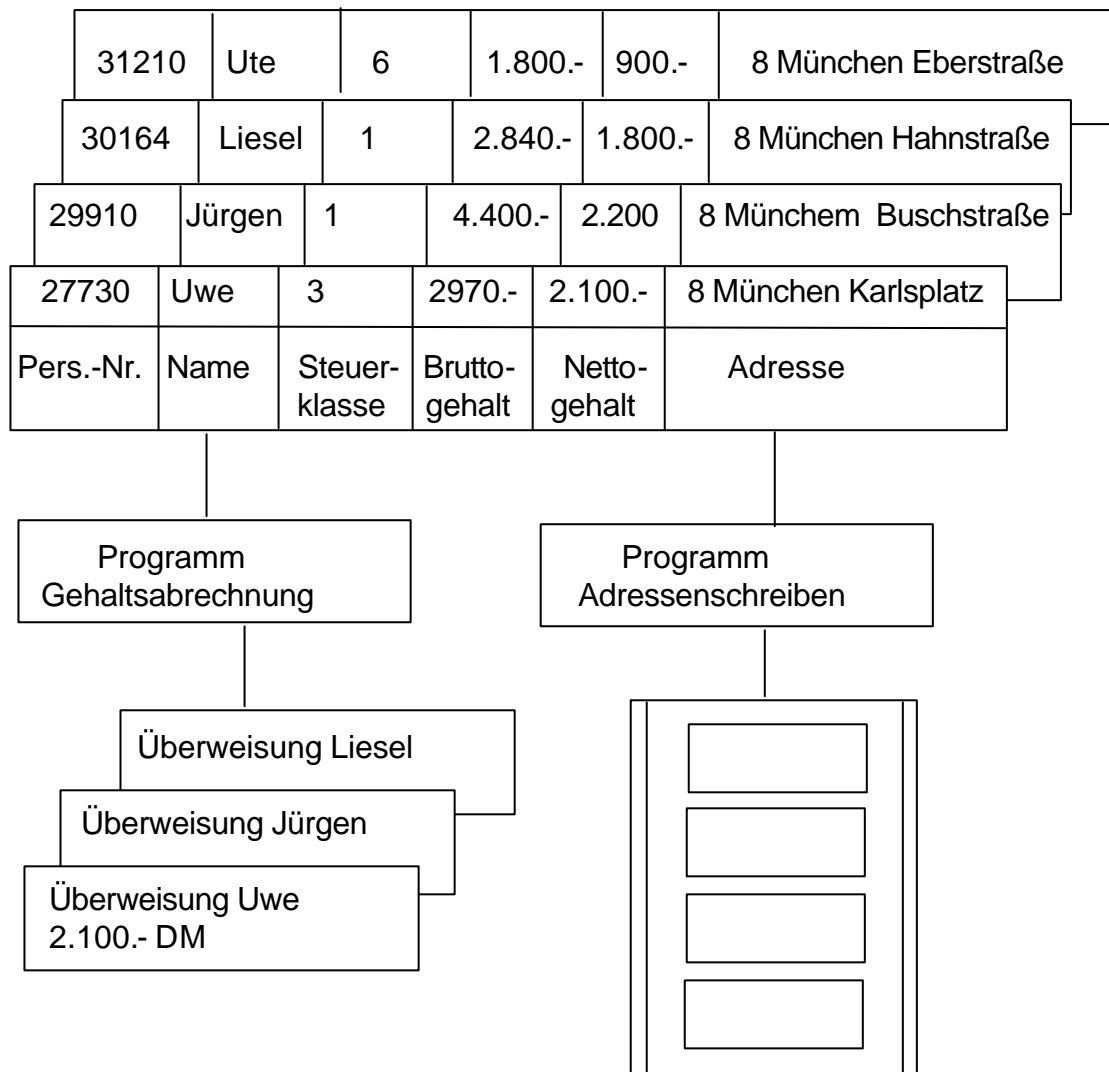 31210 Ute 6 1.800.- 900.- 8 München Eberstraße
30164 Liesel 1 2.840.- 1.800.- 8 München Hahnstraße
29910 Jürgen 1 4.400.- 2.200 8 Münchem Buschstraße
27730 Uwe 3 2970.- 2.100.- 8 München Karlsplatz
Pers.-Nr. Name Steuer- Brutto- Netto- Adresse
klasse gehalt gehalt
Programm Programm
Gehaltsabrechnung Adressenschreiben
Überweisung Liesel
Überweisung Jürgen
Überweisung Uwe
2.100.- DM